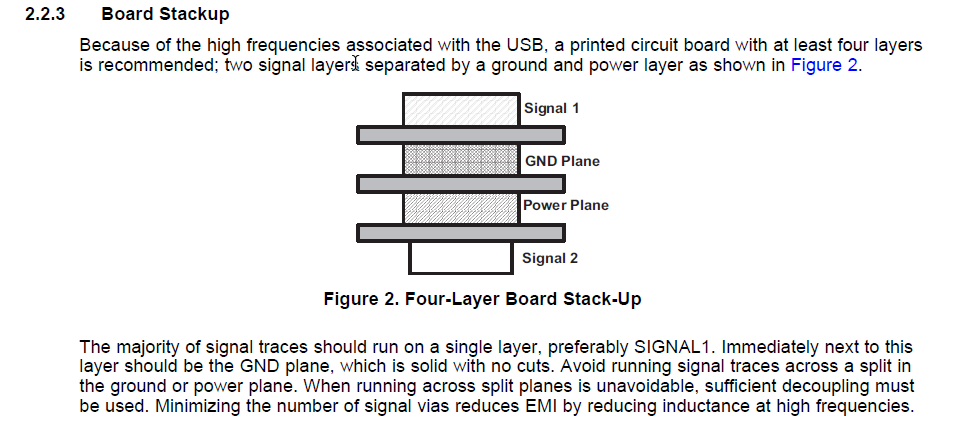 2.2.3 Board Stackup
Because of the high frequencies associated with the USB, a printed circuit board with at least four layers
is recommended; two signal layers separated by a ground and power layer as shown in Figure 2.
Signal 1
GND Plane
Power Plane
Signal 2
Figure 2. Four-Layer Board Stack-Up
The majority of signal traces should run on a single layer, preferably SIGNAL1. Immediately next to this
layer should be the GND plane, which is solid with no cuts. Avoid running signal traces across a split in
the ground or power plane. When running across split planes is unavoidable, sufficient decoupling must
be used. Minimizing the number of signal vias reduces EMI by reducing inductance at high frequencies.